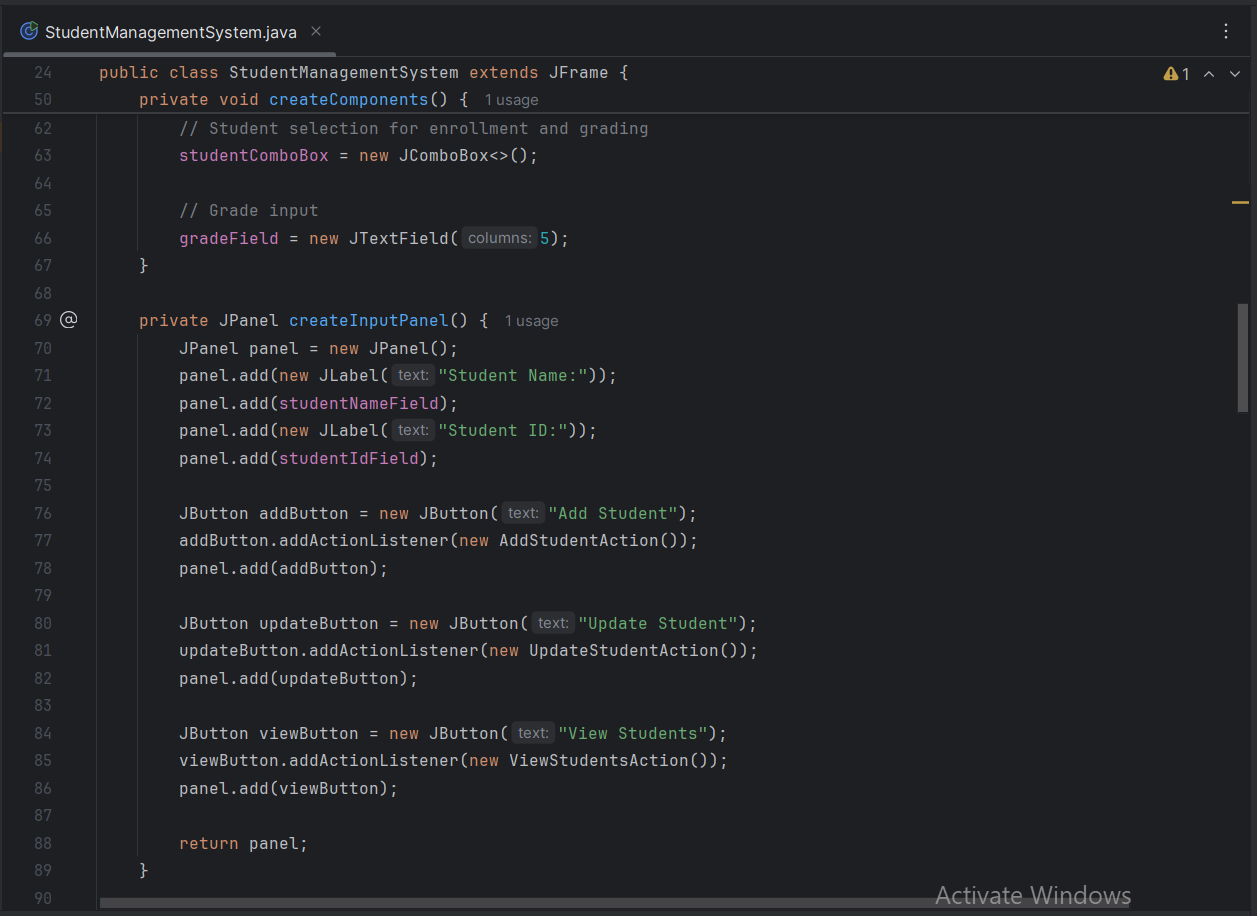 StudentManagementSystem.java
24 public class StudentManagementSystem extends JFrame { 1
50     private void createComponents() { 1 usage
62         // Student selection for enrollment and grading
63         studentComboBox = new JComboBox<>();
64
65         // Grade input
66         gradeField = new JTextField( columns: 5);
67     }
68
69 @    private JPanel createInputPanel() { 1 usage
70         JPanel panel = new JPanel();
71         panel.add(new JLabel( text: "Student Name:"));
72         panel.add(studentNameField);
73         panel.add(new JLabel( text: "Student ID:"));
74         panel.add(studentIdField);
75
76         JButton addButton = new JButton( text: "Add Student");
77         addButton.addActionListener(new AddStudentAction());
78         panel.add(addButton);
79
80         JButton updateButton = new JButton( text: "Update Student");
81         updateButton.addActionListener(new UpdateStudentAction());
82         panel.add(updateButton);
83
84         JButton viewButton = new JButton( text: "View Students");
85         viewButton.addActionListener(new ViewStudentsAction());
86         panel.add(viewButton);
87
88         return panel;
89     }
90
Activate Windows